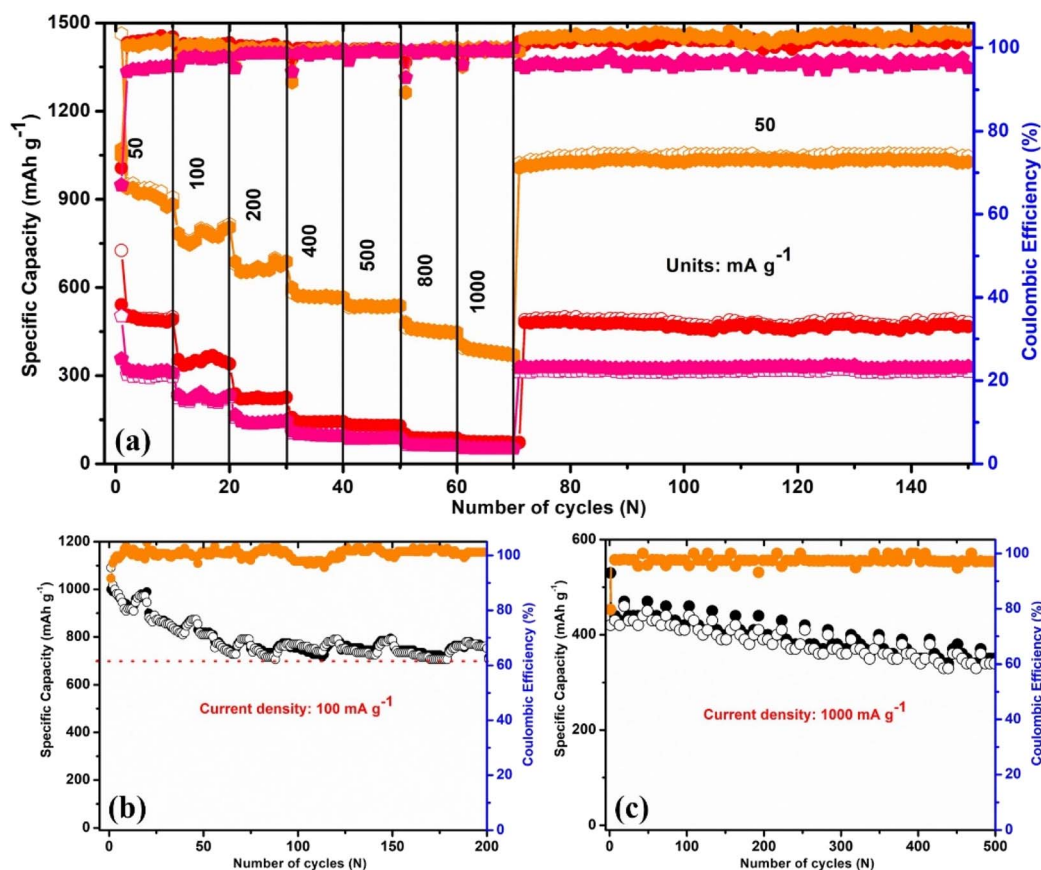 1500
1200
900
600
300
0
Specific Capacity (mAh g⁻¹)
50
100
200
400
500
800
1000
50
Units: mA g⁻¹
(a)
100
80
60
40
20
0
Coulombic Efficiency (%)
0 20 40 60 80 100 120 140
Number of cycles (N)
1200
1000
800
600
400
200
0
Specific Capacity (mAh g⁻¹)
Current density: 100 mA g⁻¹
(b)
100
80
60
40
20
0
Coulombic Efficiency (%)
0 50 100 150 200
Number of cycles (N)
600
400
200
0
Specific Capacity (mAh g⁻¹)
Current density: 1000 mA g⁻¹
(c)
100
80
60
40
20
0
Coulombic Efficiency (%)
0 100 200 300 400 500
Number of cycles (N)